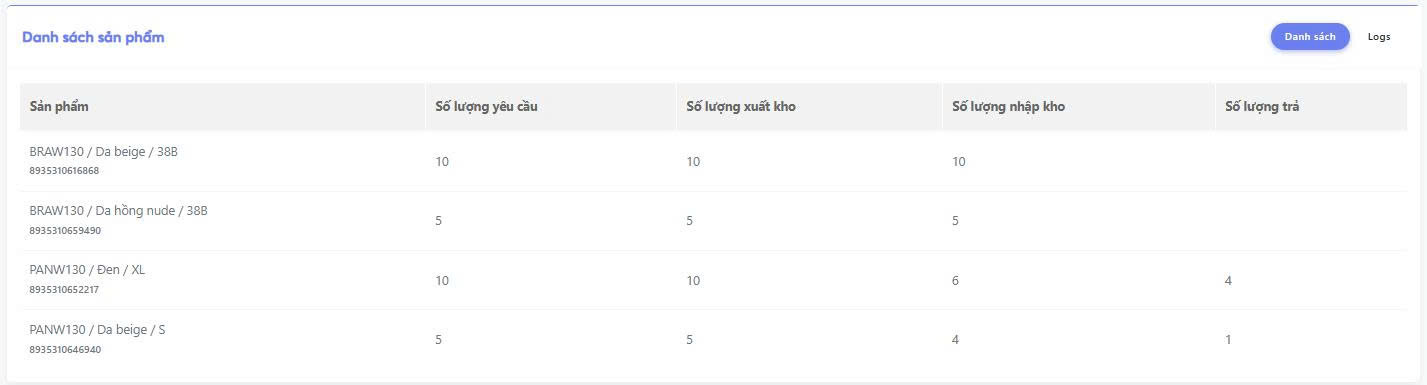 Danh sách sản phẩm
Danh sách Logs
Sản phẩm Số lượng yêu cầu Số lượng xuất kho Số lượng nhập kho Số lượng trả
BRAW130 / Da beige / 38B
8935310616868
10 10 10
BRAW130 / Da hồng nude / 38B
8935310659490
5 5 5
PANW130 / Đen / XL
8935310652217
10 10 6 4
PANW130 / Da beige / S
8935310646940
5 5 4 1